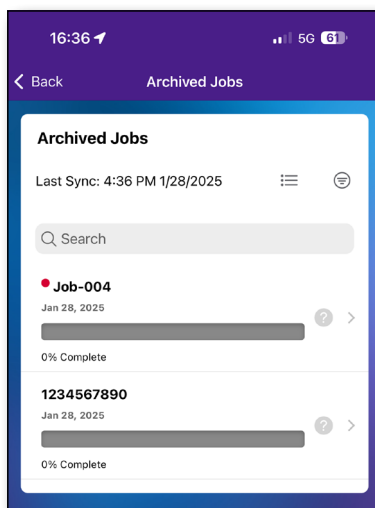 16:36 5G 61
Back Archived Jobs
Archived Jobs
Last Sync: 4:36 PM 1/28/2025
Search
Job-004
Jan 28, 2025
?
0% Complete
1234567890
Jan 28, 2025
?
0% Complete